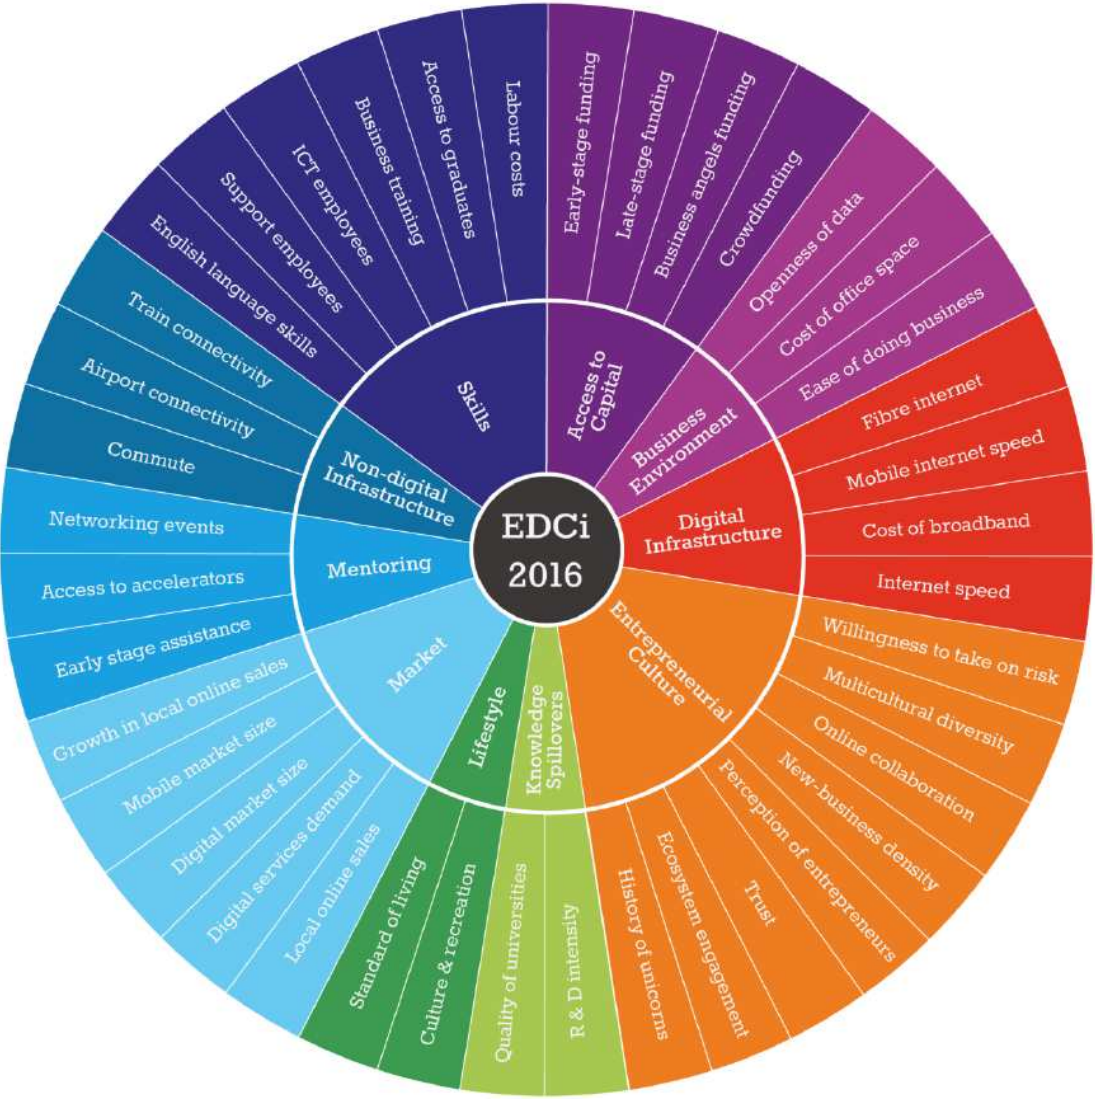 EDCi
2016
Access to
Capital
Early-stage funding
Late-stage funding
Business angels funding
Crowdfunding
Business
Environment
Openness of data
Cost of office space
Ease of doing business
Digital
Infrastructure
Fibre internet
Mobile internet speed
Cost of broadband
Internet speed
Entrepreneurial
Culture
Willingness to take on risk
Multicultural diversity
Online collaboration
New-business density
Perception of entrepreneurs
Trust
Ecosystem engagement
History of unicorns
Knowledge
Spillovers
R & D intensity
Quality of universities
Lifestyle
Culture & recreation
Standard of living
Market
Local online sales
Digital services demand
Digital market size
Mobile market size
Growth in local online sales
Mentoring
Early stage assistance
Access to accelerators
Networking events
Non-digital
Infrastructure
Commute
Airport connectivity
Train connectivity
Skills
English language skills
Support employees
ICT employees
Business training
Access to graduates
Labour costs